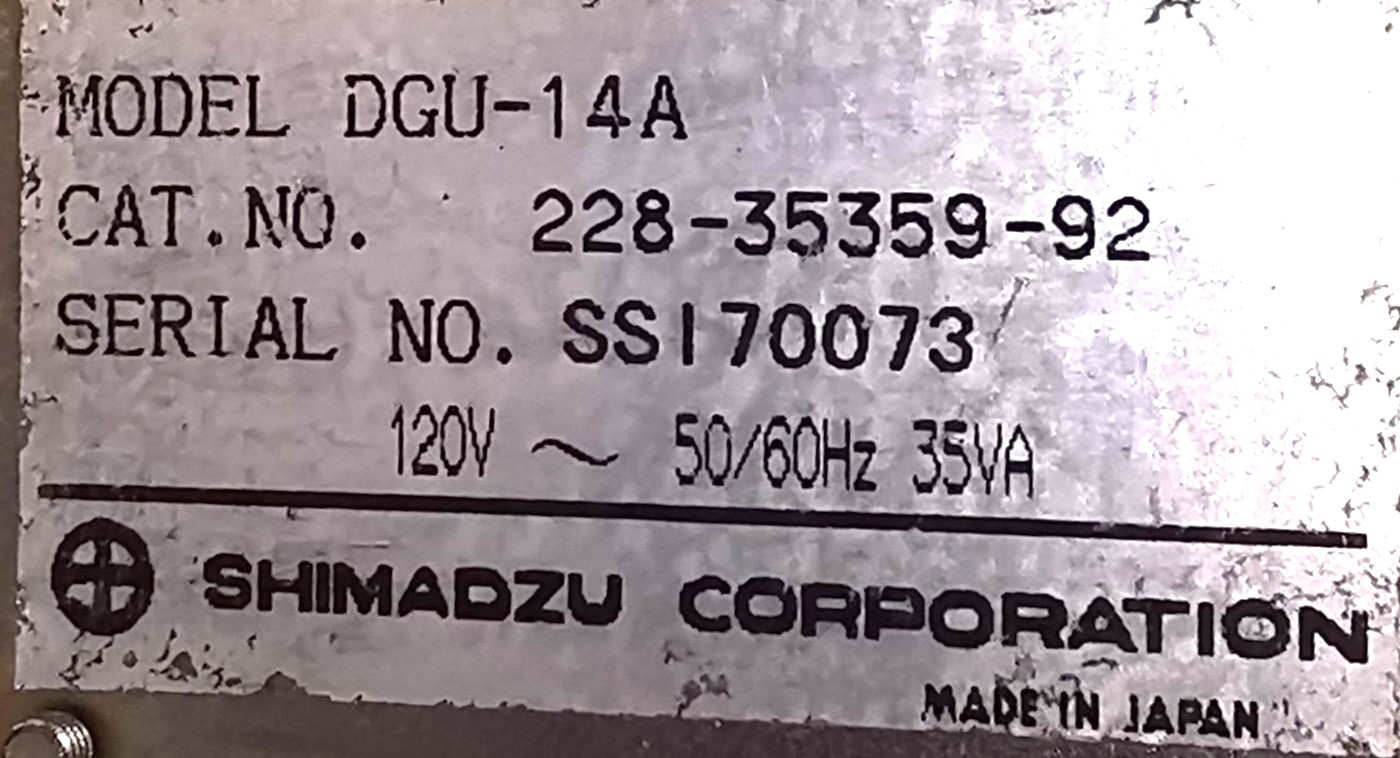 MODEL DGU-14A
CAT.NO. 228-35359-92
SERIAL NO. SS170073
120V ～ 50/60Hz 35VA
SHIMADZU CORPORATION
MADE IN JAPAN